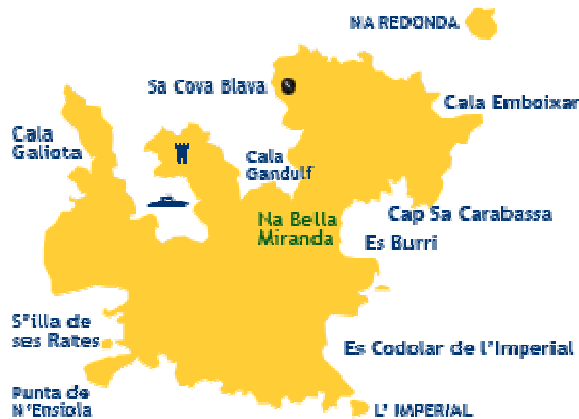 NA REDONDA
Sa Cova Blava
Cala Emboixar
Cala
Galiota
Cala
Gandulf
Na Bella
Miranda
Cap Sa Carabassa
Es Burri
S'illa de
ses Rates
Es Codolar de l'Imperial
Punta de
N'Ensiola
L' IMPERIAL